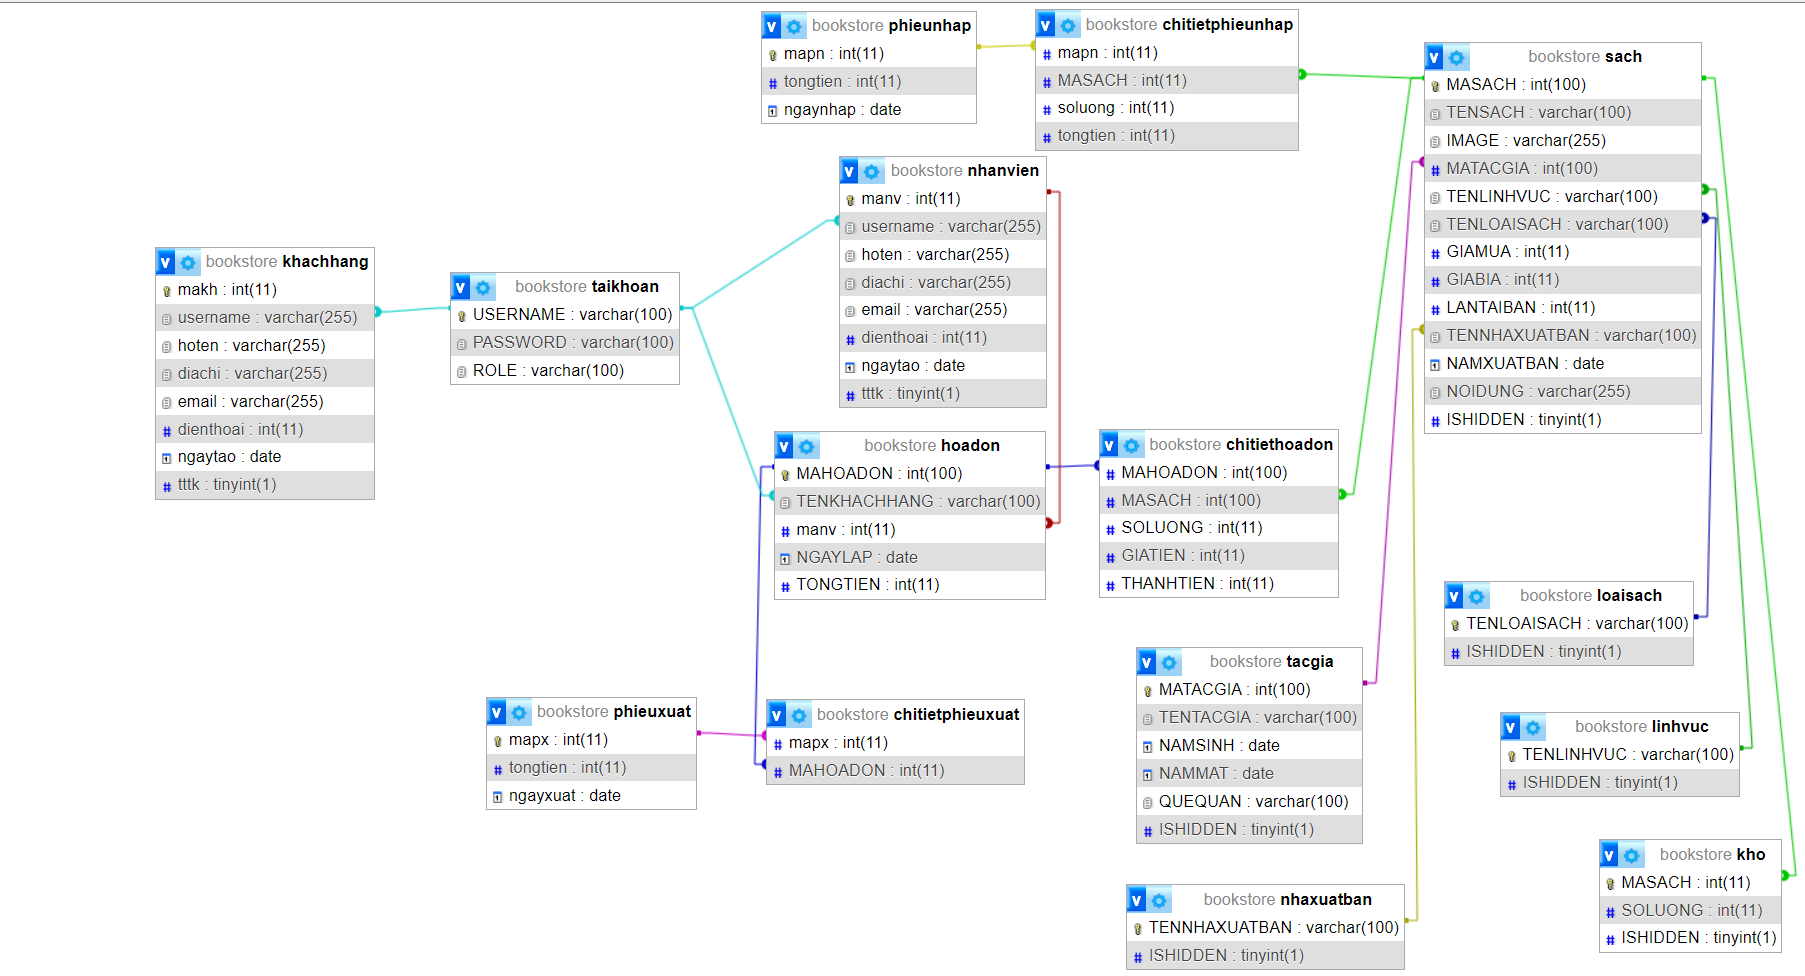 bookstore phieunhap
mapn : int(11)
tongtien : int(11)
ngaynhap : date
bookstore chitietphieunhap
mapn : int(11)
MASACH : int(11)
soluong : int(11)
tongtien : int(11)
bookstore sach
MASACH : int(100)
TENSACH : varchar(100)
IMAGE : varchar(255)
MATACGIA : int(100)
TENLINHVUC : varchar(100)
TENLOAISACH : varchar(100)
GIAMUA : int(11)
GIABIA : int(11)
LANTAIBAN : int(11)
TENNHAXUATBAN : varchar(100)
NAMXUATBAN : date
NOIDUNG : varchar(255)
ISHIDDEN : tinyint(1)
bookstore nhanvien
manv : int(11)
username : varchar(255)
hoten : varchar(255)
diachi : varchar(255)
email : varchar(255)
dienthoai : int(11)
ngaytao : date
tttk : tinyint(1)
bookstore khachhang
makh : int(11)
username : varchar(255)
hoten : varchar(255)
diachi : varchar(255)
email : varchar(255)
dienthoai : int(11)
ngaytao : date
tttk : tinyint(1)
bookstore taikhoan
USERNAME : varchar(100)
PASSWORD : varchar(100)
ROLE : varchar(100)
bookstore hoadon
MAHOADON : int(100)
TENKHACHHANG : varchar(100)
manv : int(11)
NGAYLAP : date
TONGTIEN : int(11)
bookstore chitiethoadon
MAHOADON : int(100)
MASACH : int(100)
SOLUONG : int(11)
GIATIEN : int(11)
THANHTIEN : int(11)
bookstore loaisach
TENLOAISACH : varchar(100)
ISHIDDEN : tinyint(1)
bookstore tacgia
MATACGIA : int(100)
TENTACGIA : varchar(100)
NAMSINH : date
NAMMAT : date
QUEQUAN : varchar(100)
ISHIDDEN : tinyint(1)
bookstore phieuxuat
mapx : int(11)
tongtien : int(11)
ngayxuat : date
bookstore chitietphieuxuat
mapx : int(11)
MAHOADON : int(11)
bookstore linhvuc
TENLINHVUC : varchar(100)
ISHIDDEN : tinyint(1)
bookstore kho
MASACH : int(11)
SOLUONG : int(11)
ISHIDDEN : tinyint(1)
bookstore nhaxuatban
TENNHAXUATBAN : varchar(100)
ISHIDDEN : tinyint(1)